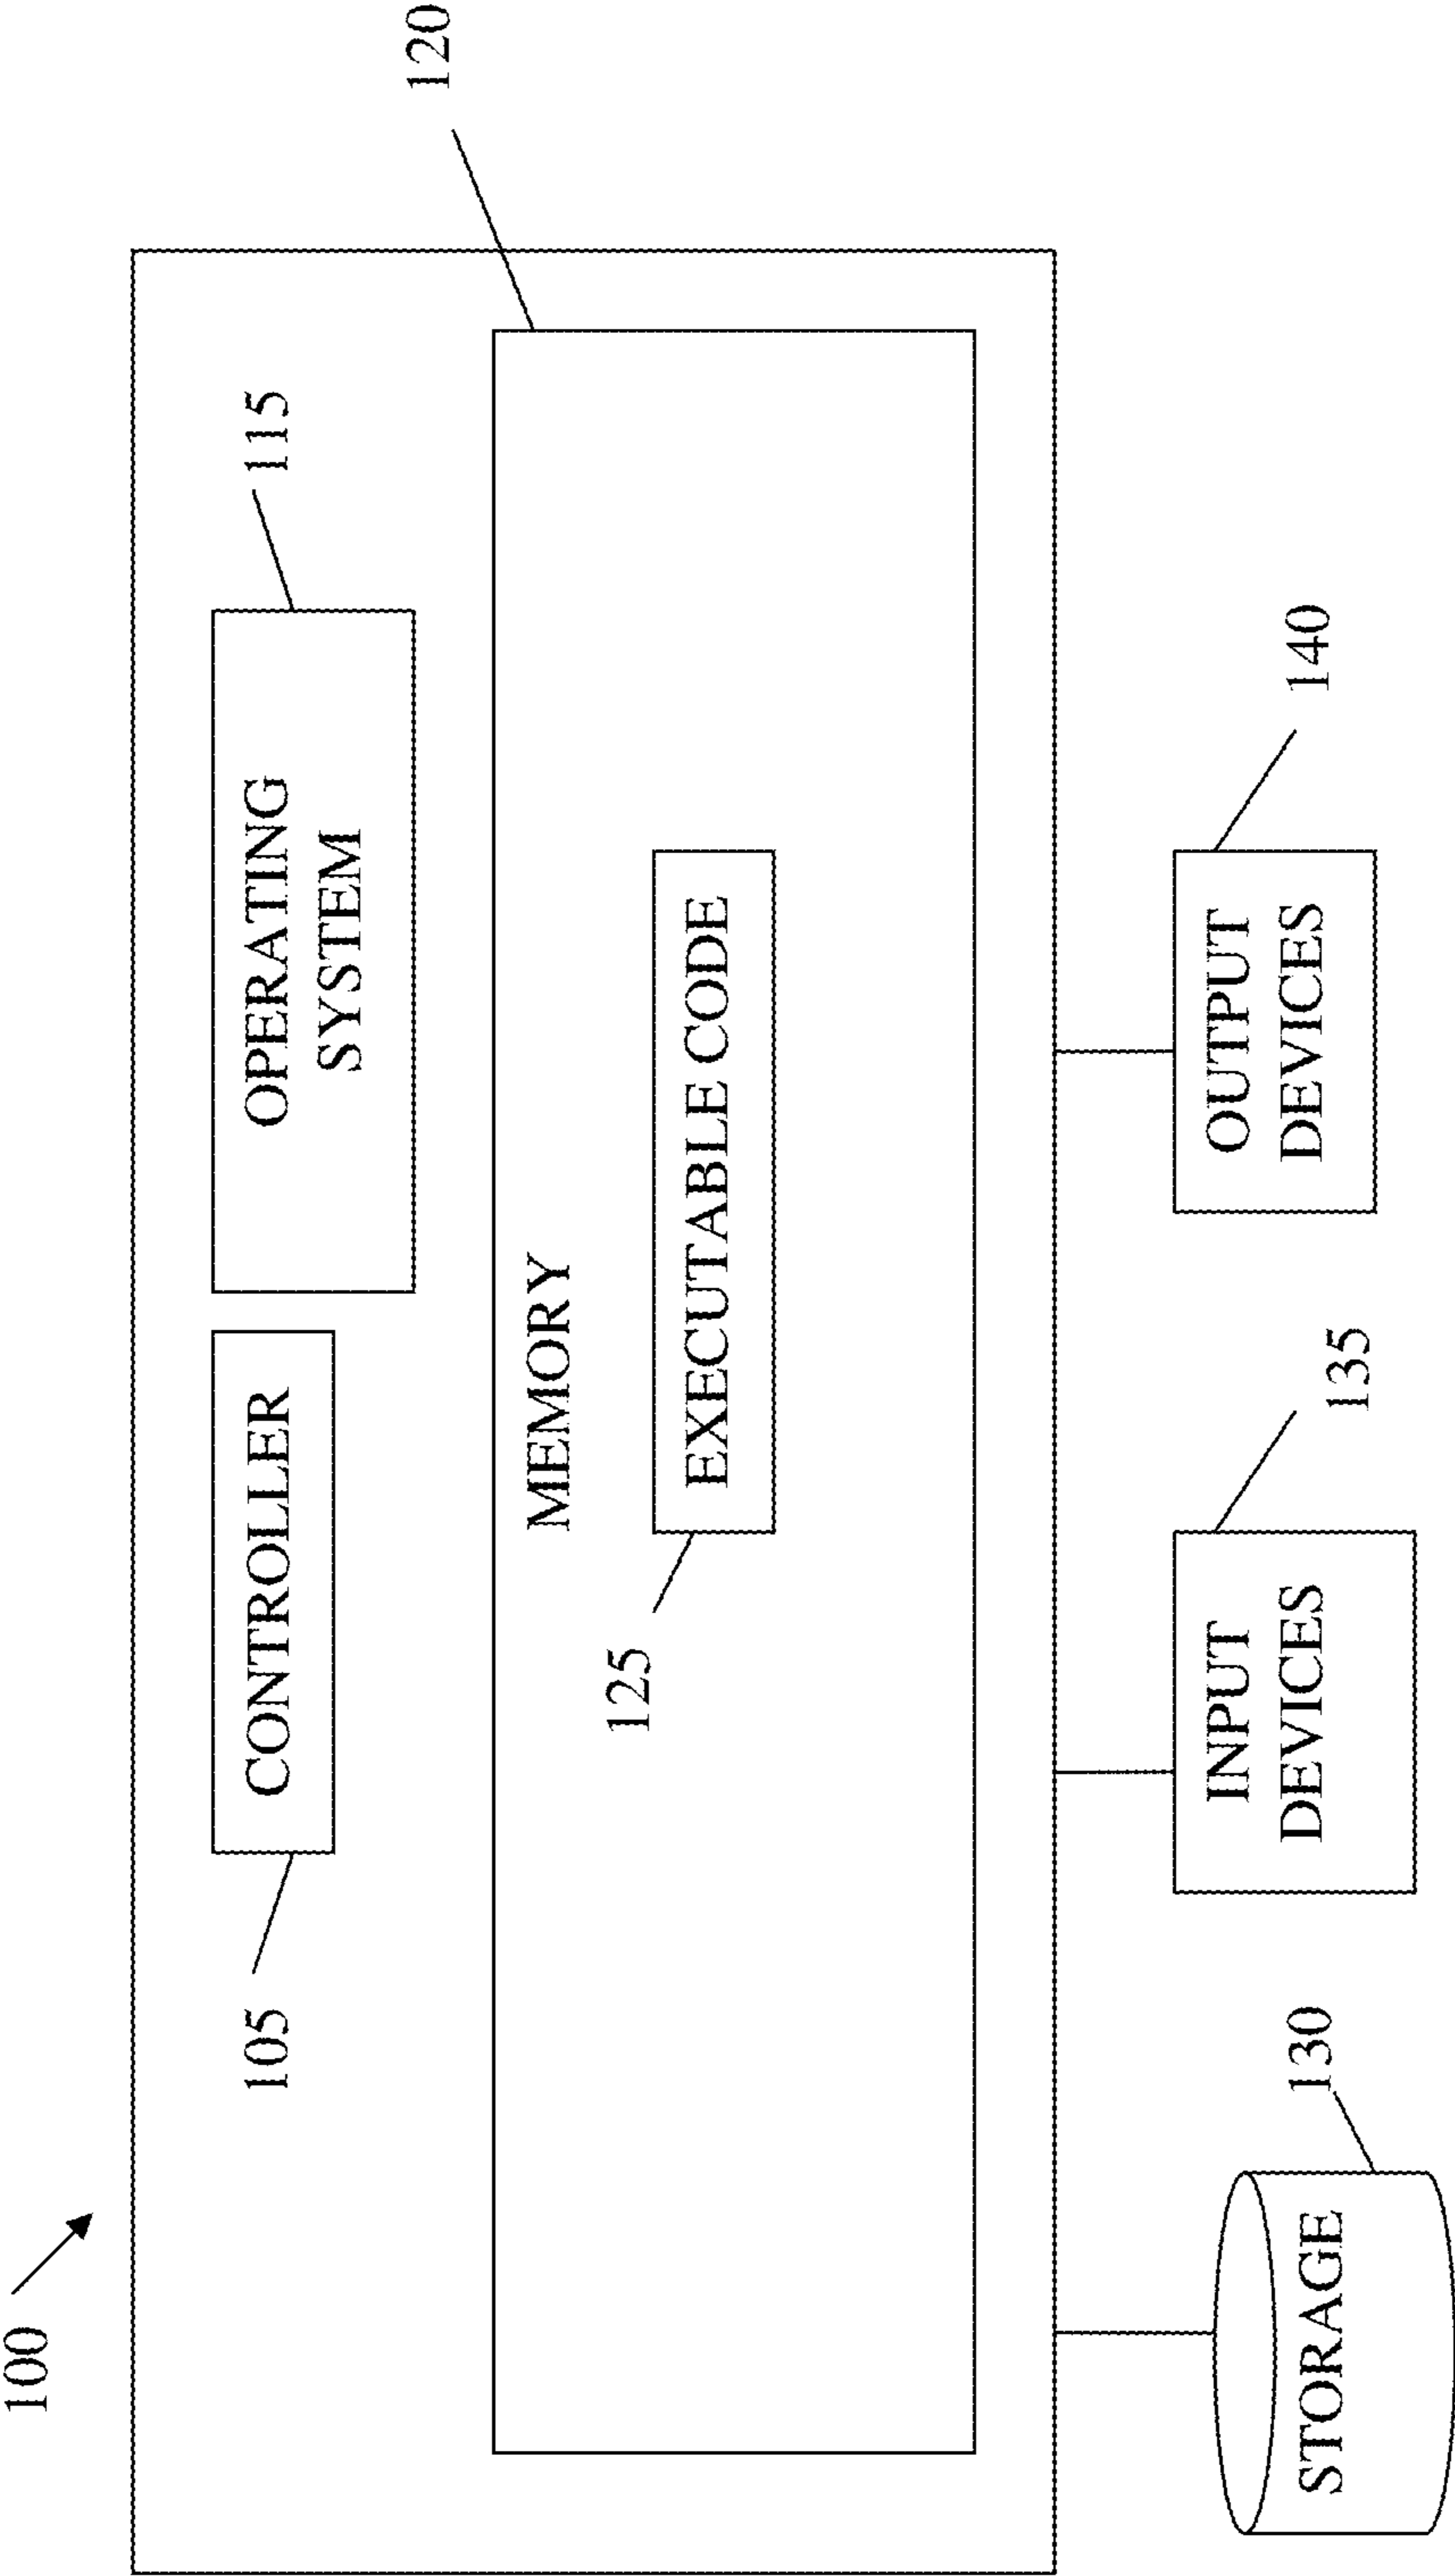 100
105
CONTROLLER
OPERATING
SYSTEM
115
120
MEMORY
125
EXECUTABLE CODE
STORAGE
130
INPUT
DEVICES
135
OUTPUT
DEVICES
140